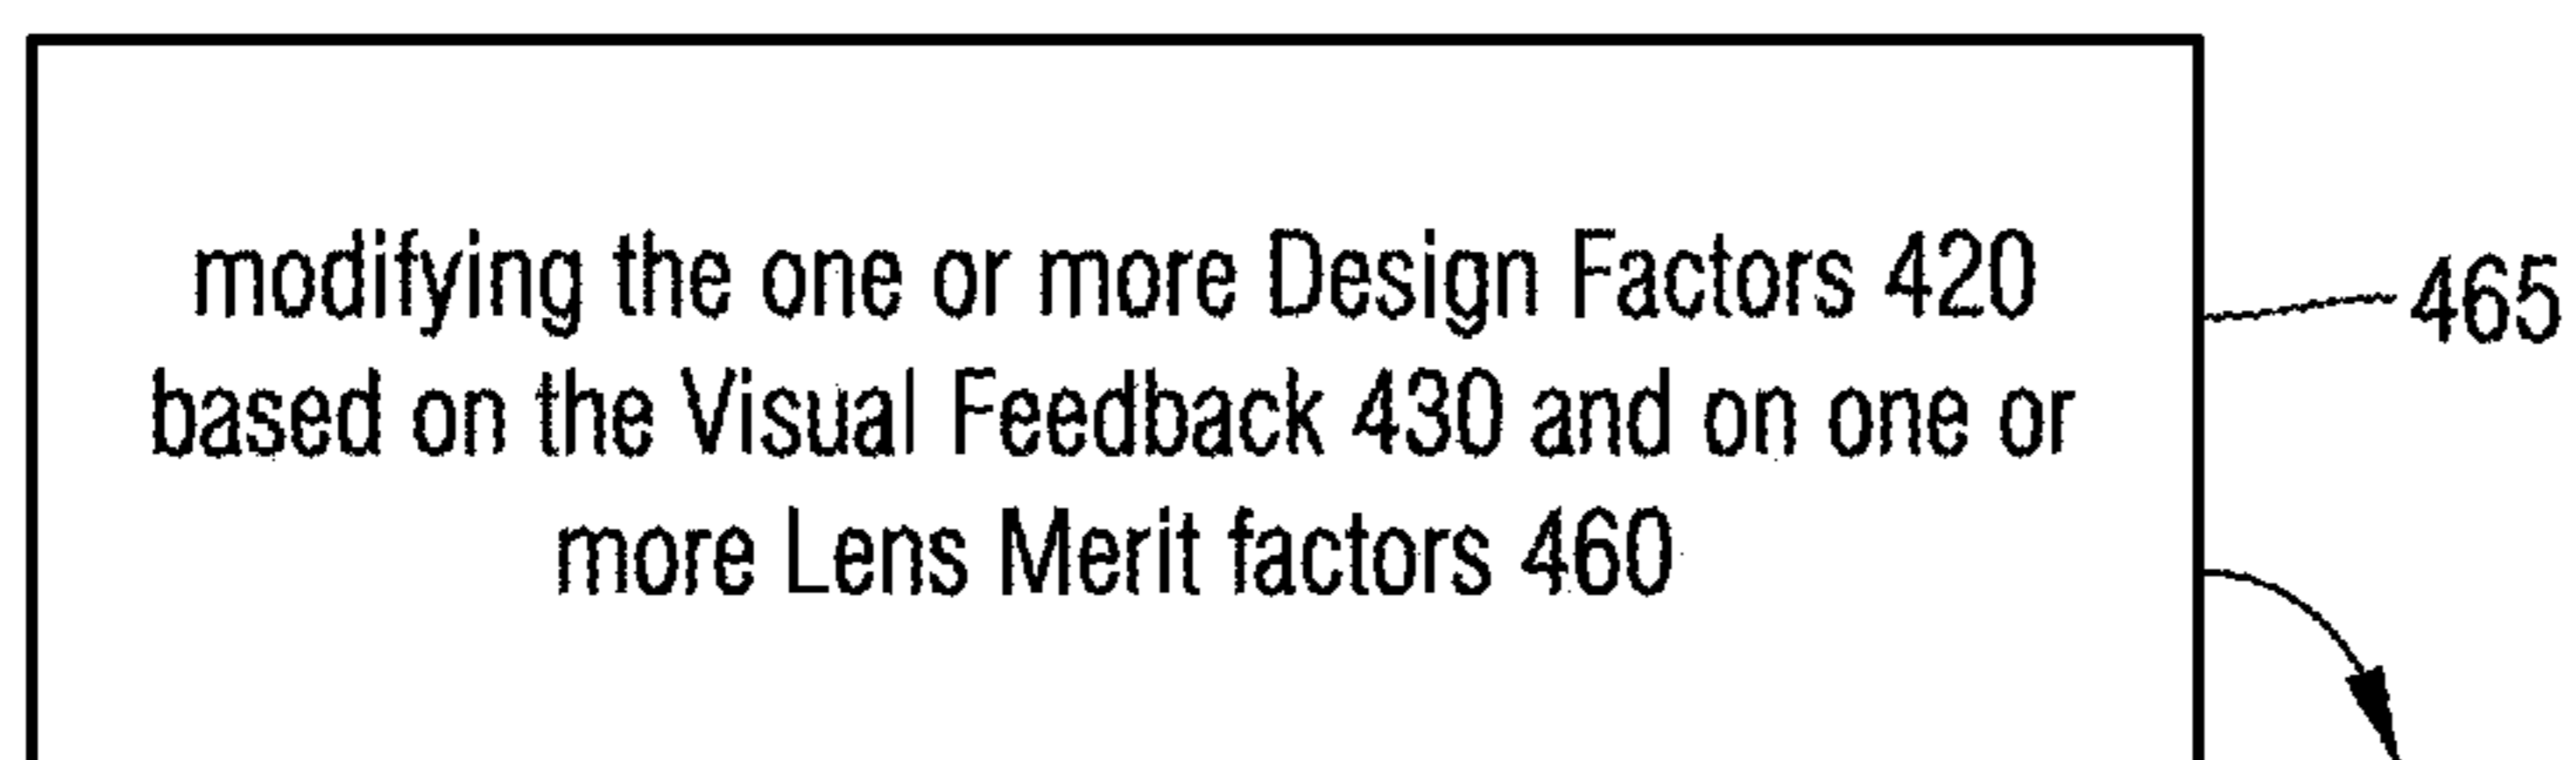 modifying the one or more Design Factors 420
465
based on the Visual Feedback 430 and on one or
more Lens Merit factors 460